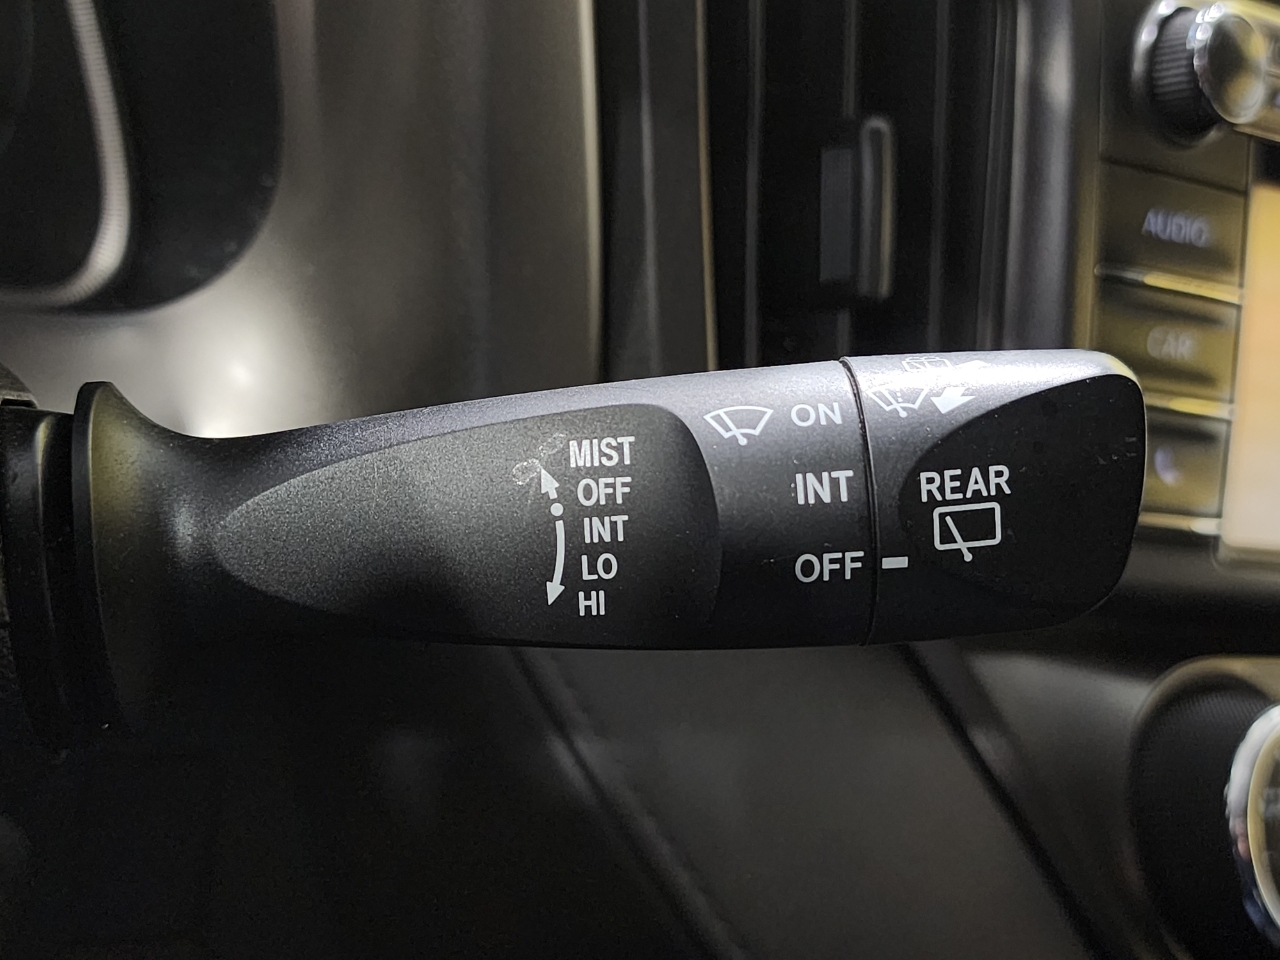 MIST
OFF
INT
LO
HI
ON
INT
OFF
REAR
AUDIO
CAR